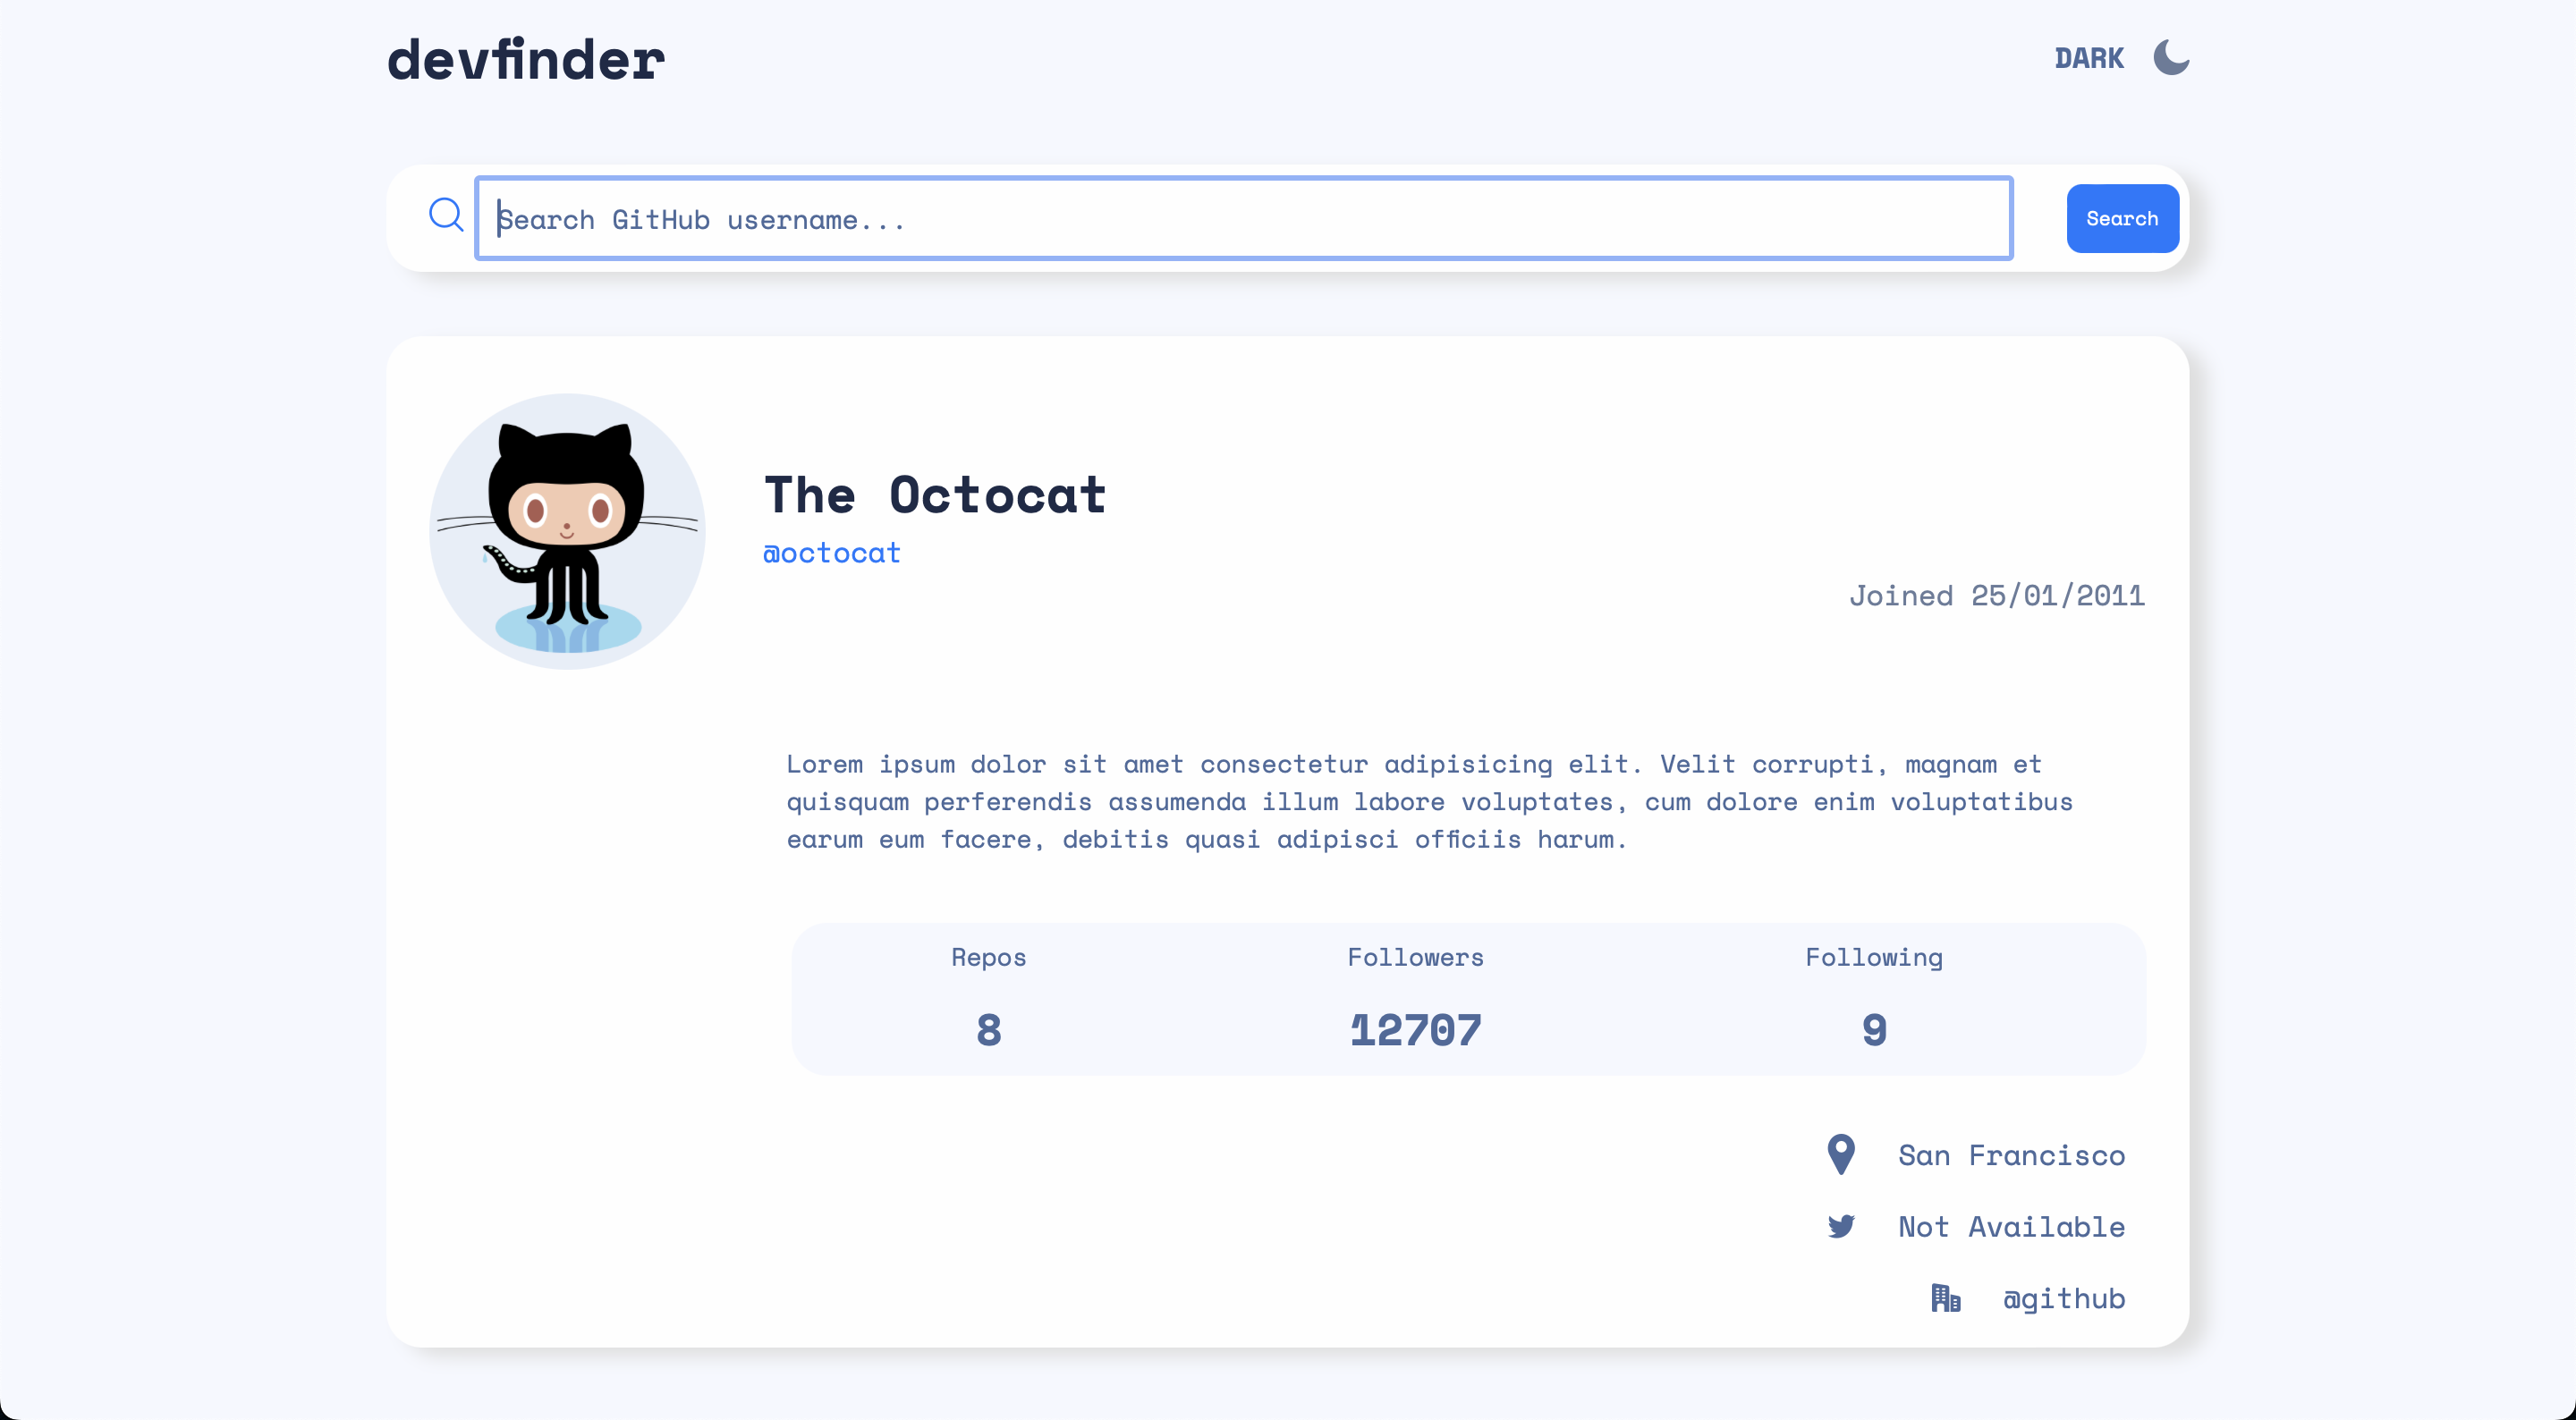 devfinder
DARK
Search GitHub username...
Search
The Octocat
@octocat
Joined 25/01/2011
Lorem ipsum dolor sit amet consectetur adipisicing elit. Velit corrupti, magnam et
quisquam perferendis assumenda illum labore voluptates, cum dolore enim voluptatibus
earum eum facere, debitis quasi adipisci officiis harum.
Repos Followers Following
8 12707 9
San Francisco
Not Available
@github